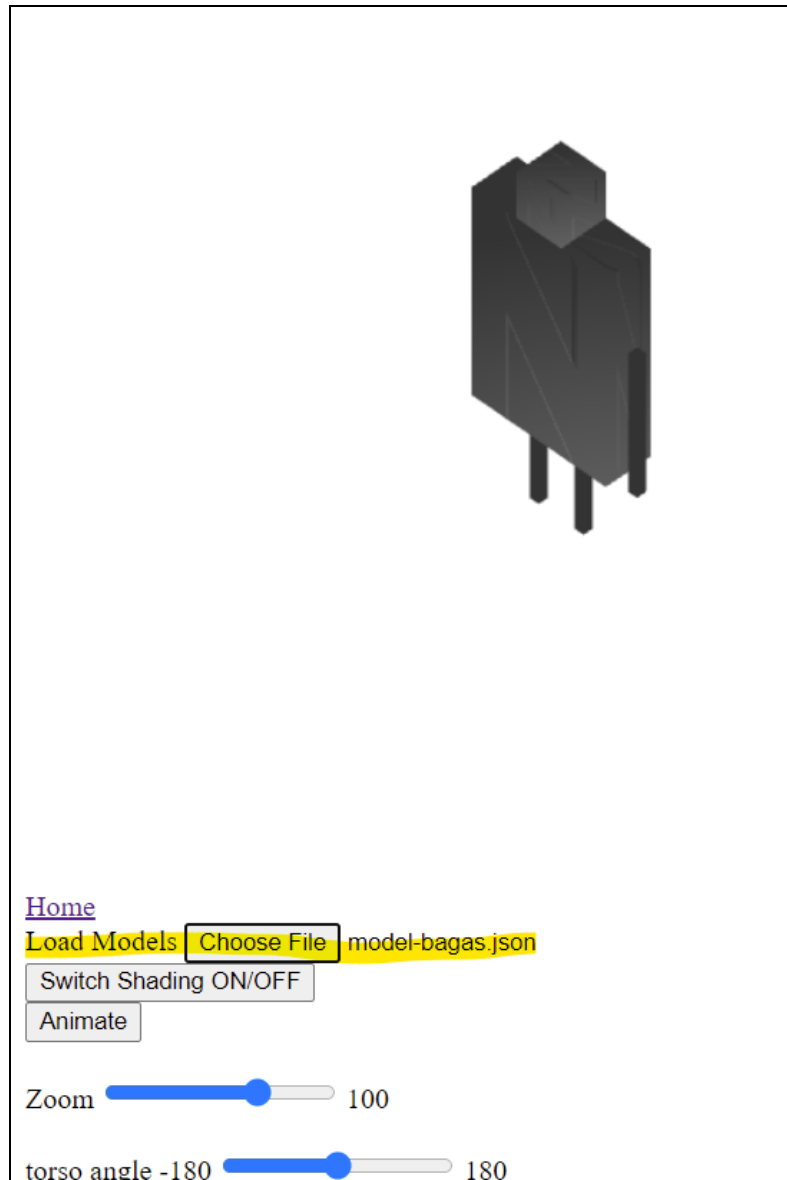 Home
Load Models Choose File model-bagas.json
Switch Shading ON/OFF
Animate
Zoom 100
torso angle -180 180